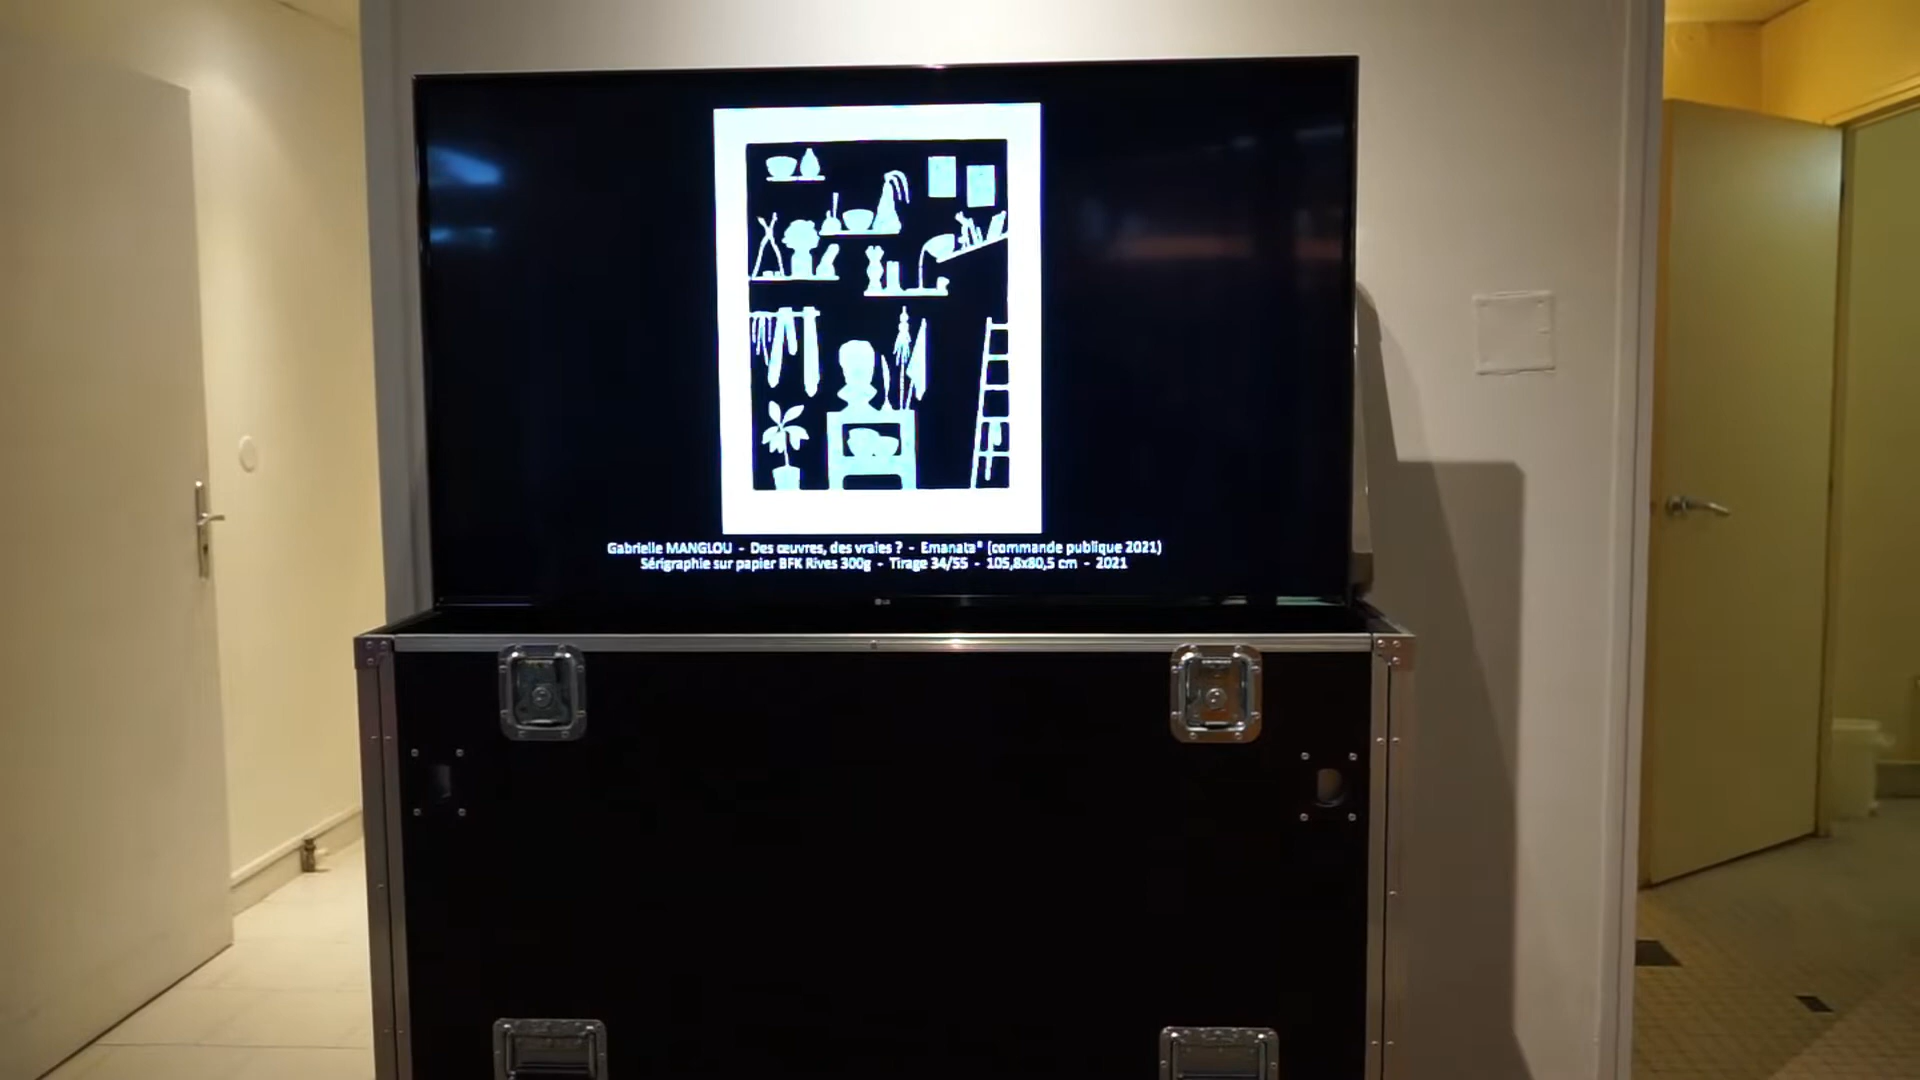 Gabrielle MANGLOU - Des œuvres, des vraies ? - Emanata* (commande publique 2021)
Sérigraphie sur papier BFK Rives 300g - Tirage 34/55 - 105,8x80,5 cm - 2021
LG